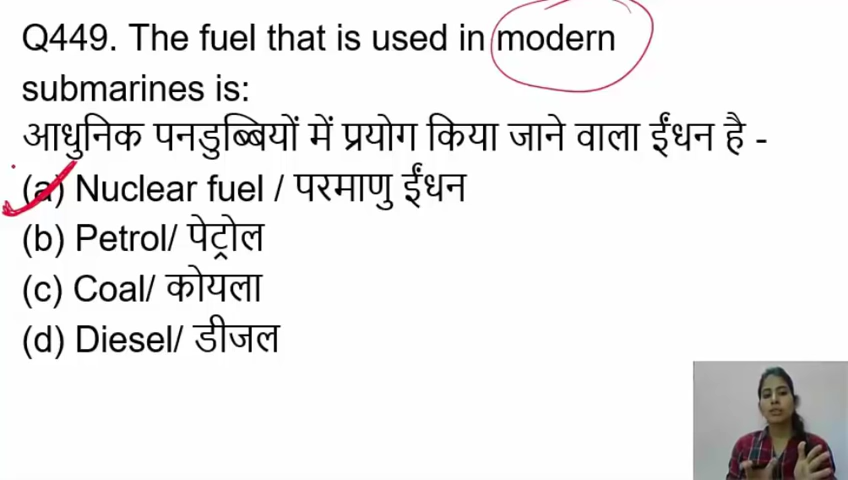 Q449. The fuel that is used in modern
submarines is:
आधुनिक पनडुब्बियों में प्रयोग किया जाने वाला ईंधन है -
(a) Nuclear fuel / परमाणु ईंधन
(b) Petrol/ पेट्रोल
(c) Coal/ कोयला
(d) Diesel/ डीजल